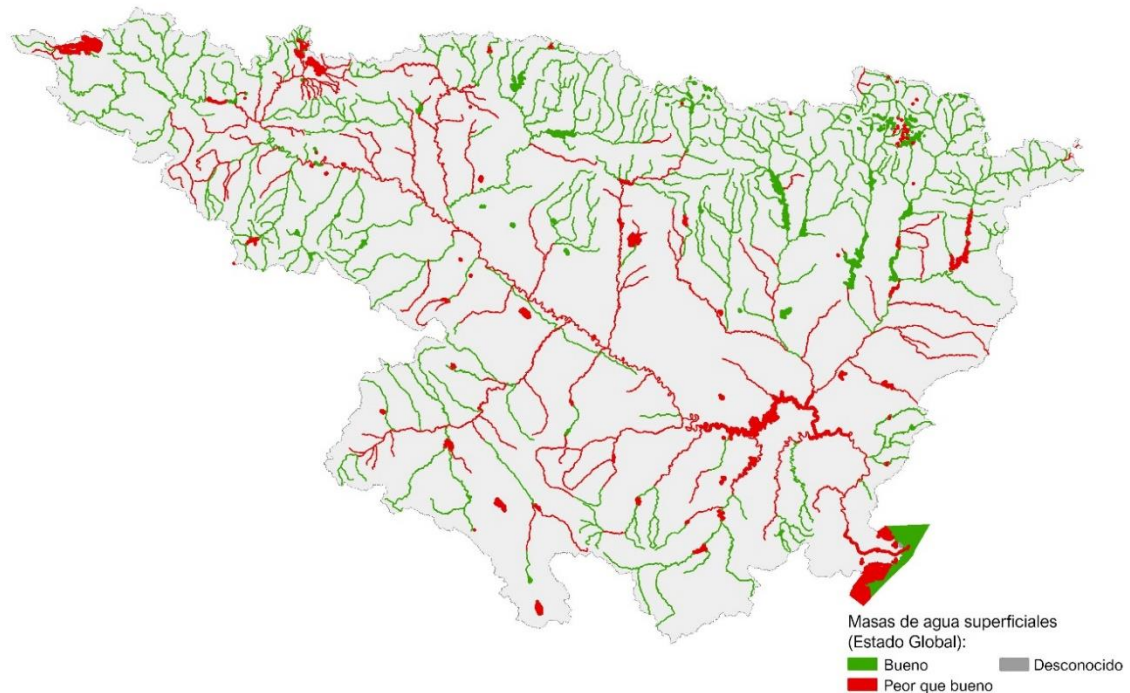 Masas de agua superficiales
(Estado Global):
Bueno
Desconocido
Peor que bueno